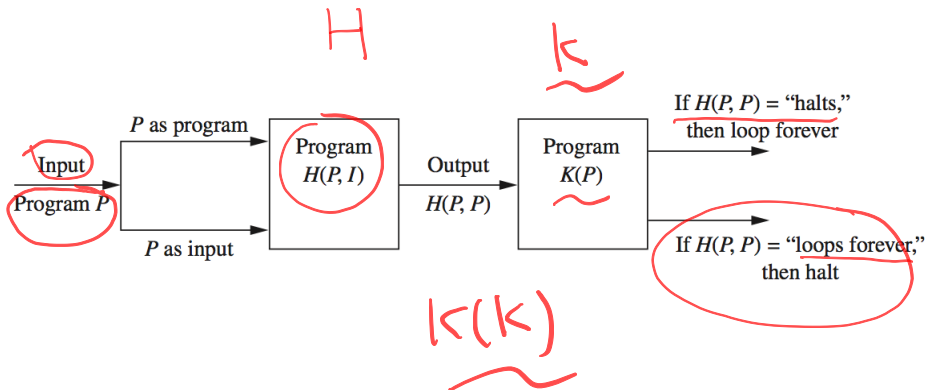 H
K
P as program
Input
Program P
P as input
Program
H(P, I)
Output
H(P, P)
Program
K(P)
If H(P, P) = “halts,”
then loop forever
If H(P, P) = “loops forever,”
then halt
K(K)